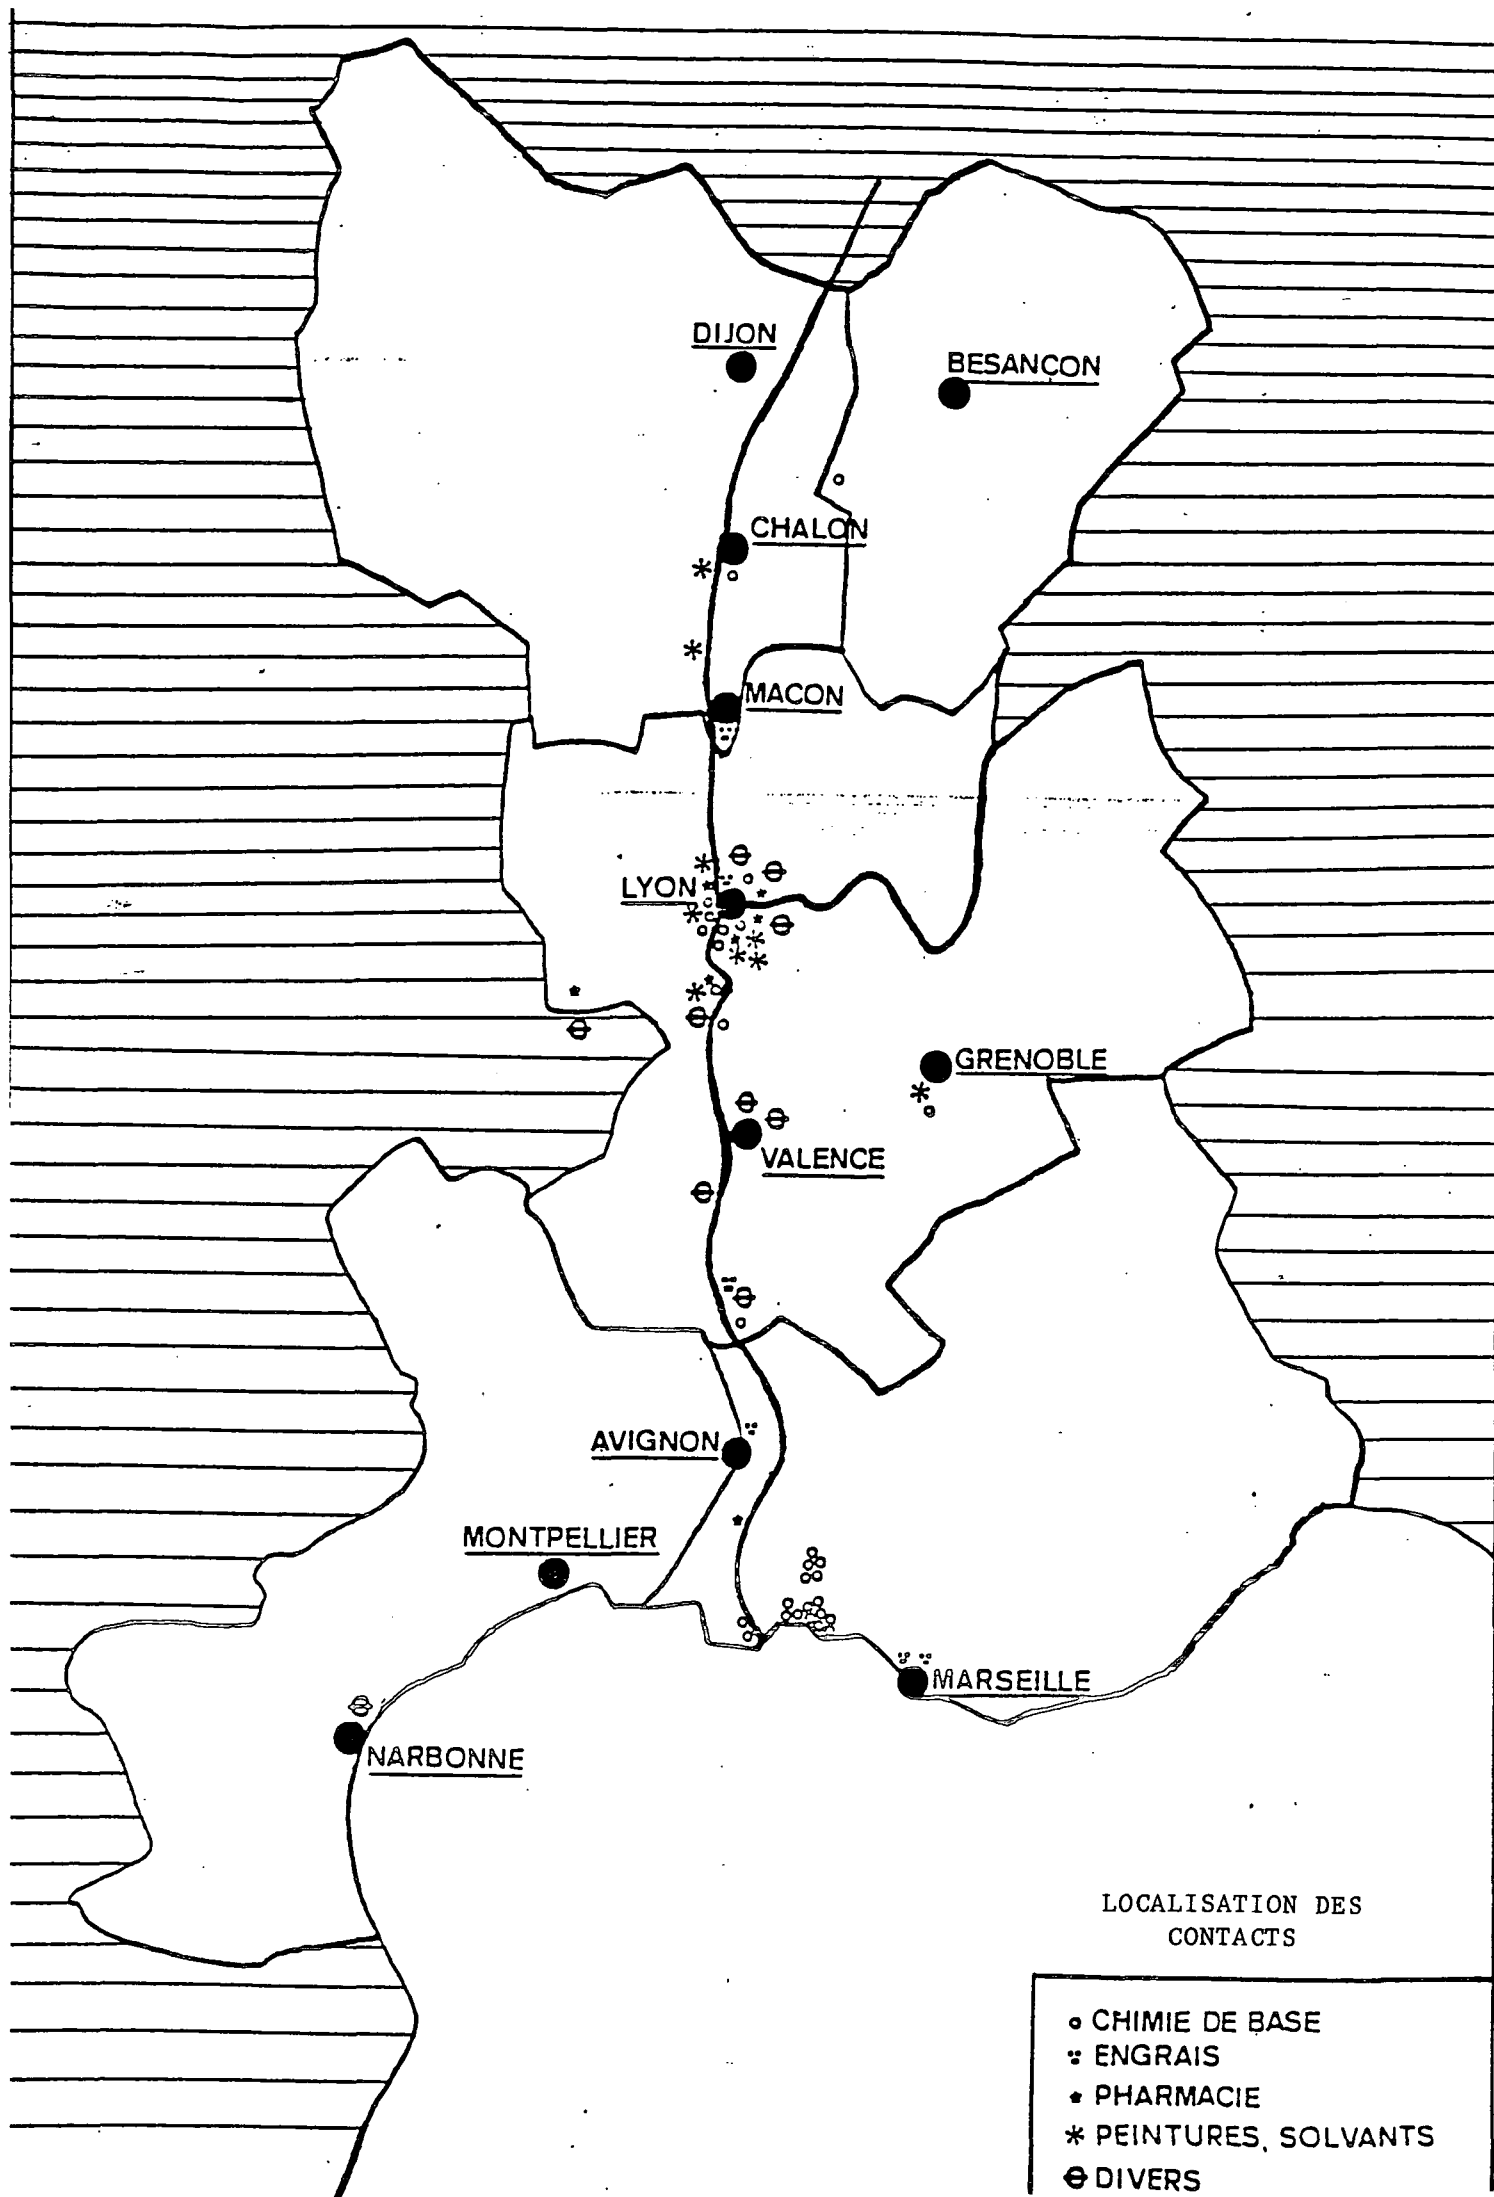 DIJON
BESANÇON
CHALON
MACON
LYON
GRENOBLE
VALENCE
AVIGNON
MONTPELLIER
MARSEILLE
NARBONNE
LOCALISATION DES
CONTACTS
CHIMIE DE BASE
ENGRAIS
PHARMACIE
PEINTURES, SOLVANTS
DIVERS